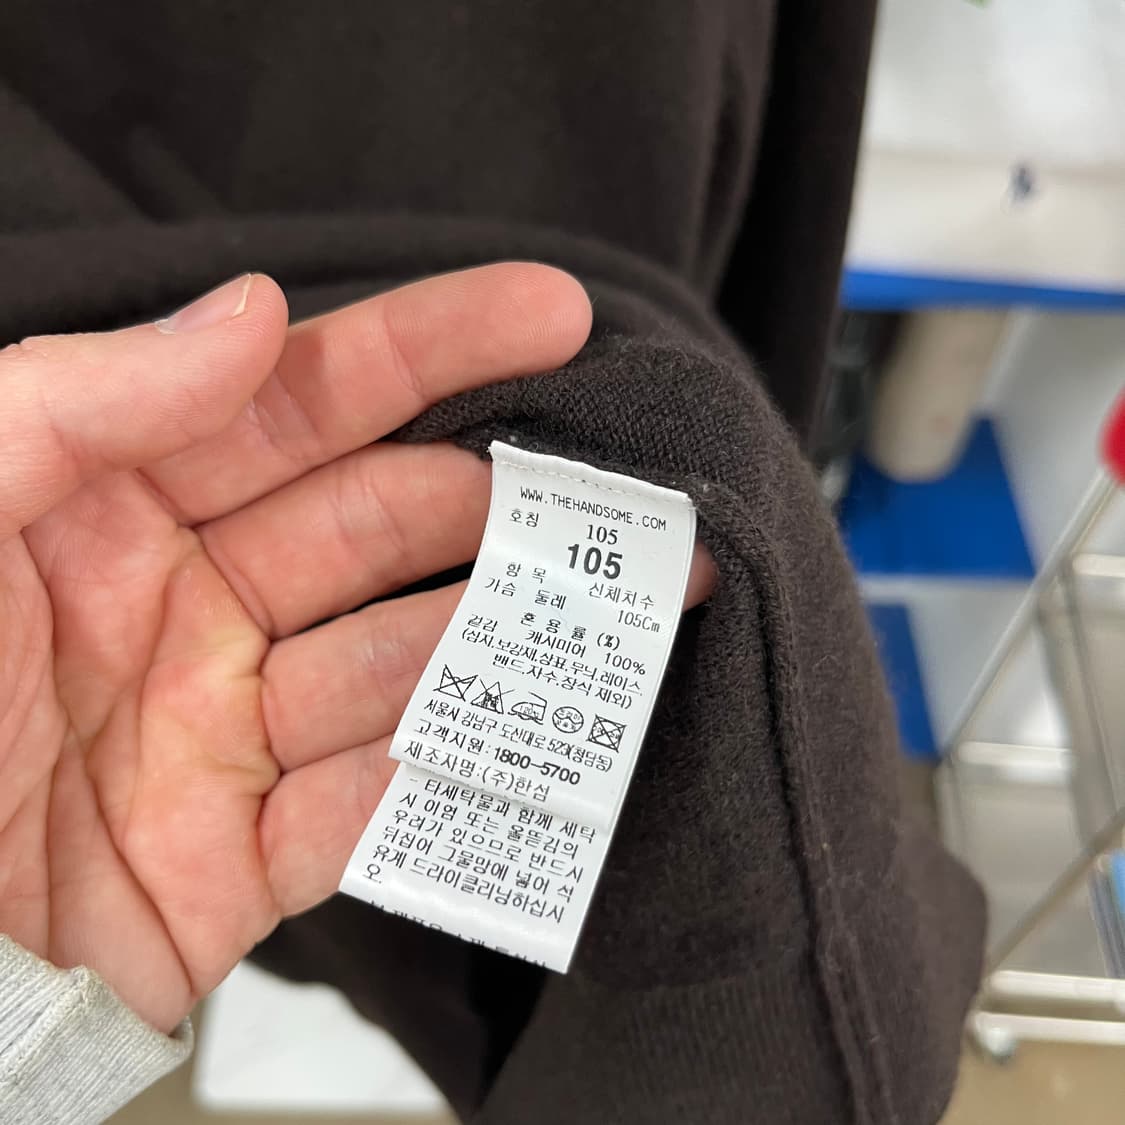 WWW.THEHANDSOME.COM
호칭 105
105
항 목 신체치수
가슴 둘레 105Cm
겉감 혼 용 률 (%)
캐시미어 100%
(심지,보강재,상표,무늬,레이스,
밴드,자수,장식 제외)
서울시 강남구 도산대로 523(청담동)
고객지원:1800-5700
제조자명:(주)한섬
- 타세탁물과 함께 세탁
시 이염 또는 올뜯김의
우려가 있으므로 반드시
뒤집어 그물망에 넣어 석
유계 드라이클리닝하십시
오.